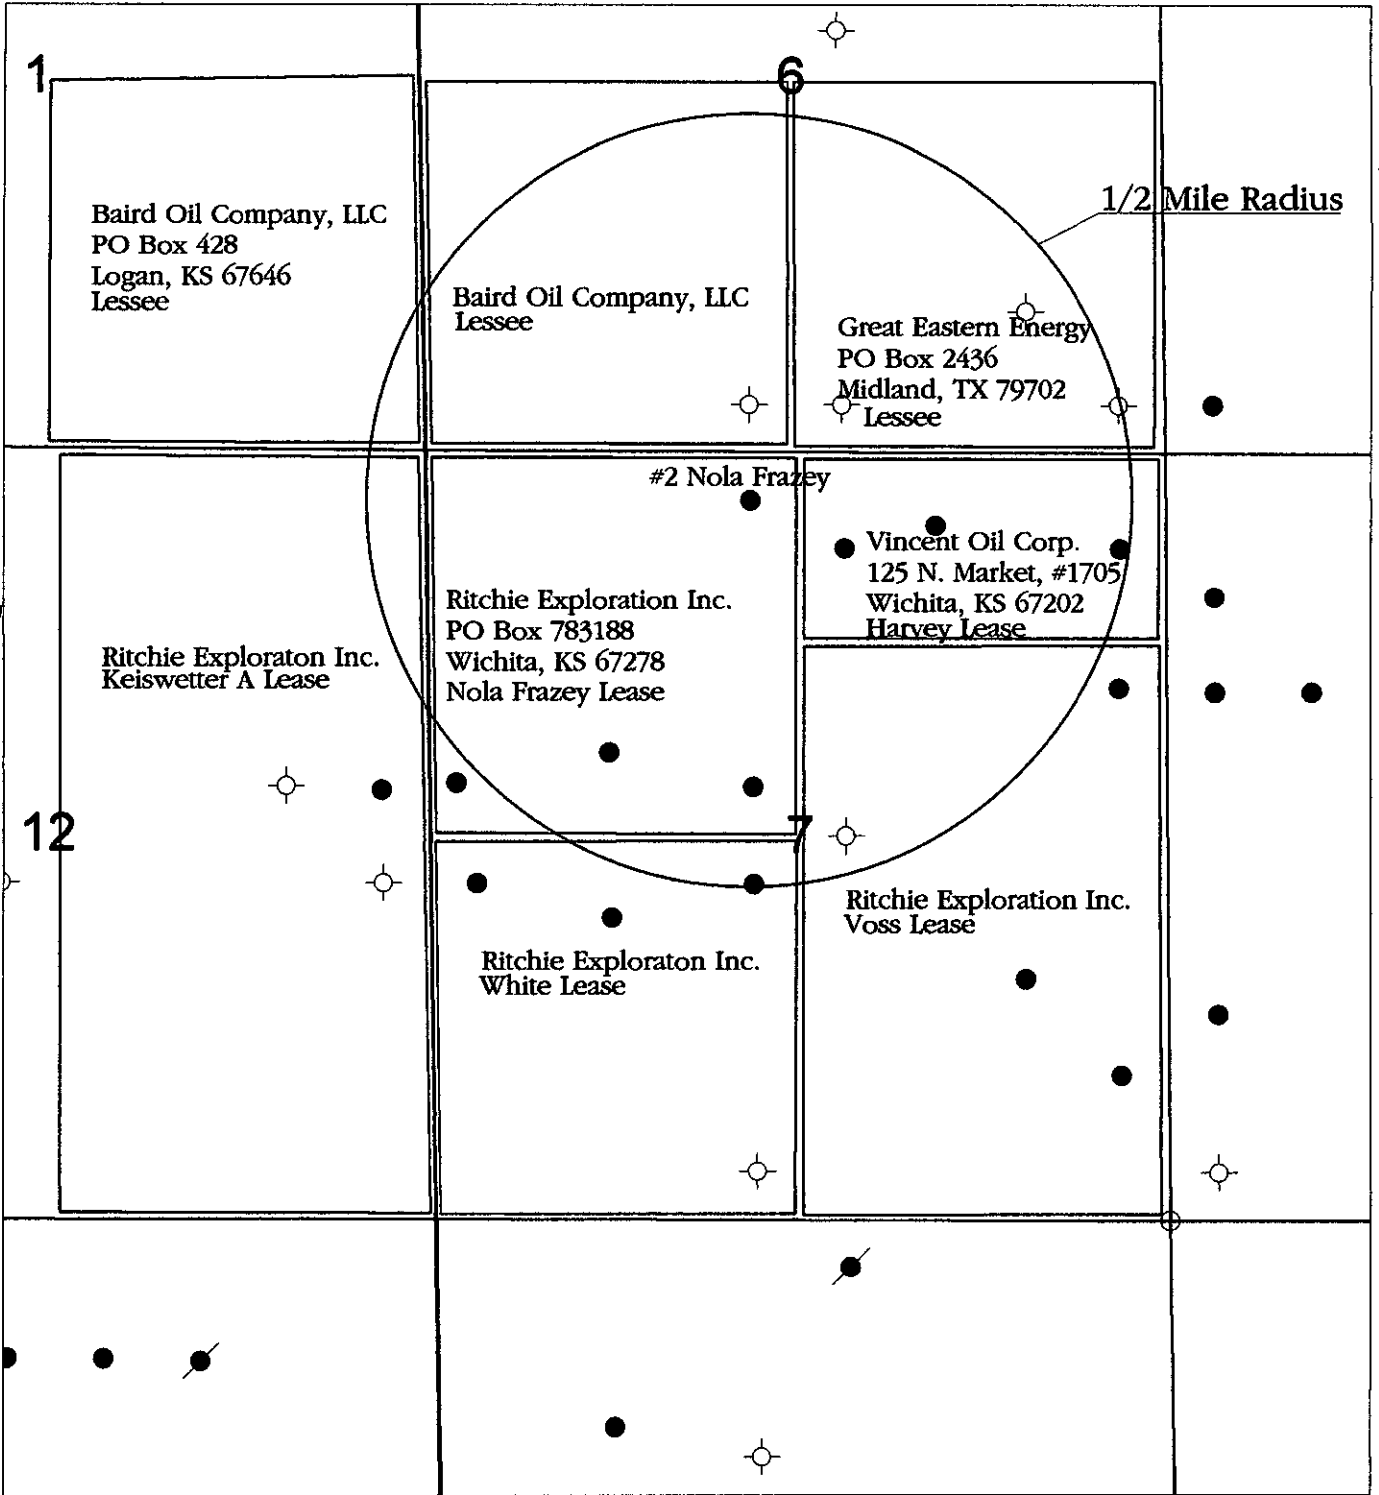 1
6
1/2 Mile Radius
Baird Oil Company, LLC
PO Box 428
Logan, KS 67646
Lessee
Baird Oil Company, LLC
Lessee
Great Eastern Energy
PO Box 2436
Midland, TX 79702
Lessee
#2 Nola Frazey
Vincent Oil Corp.
125 N. Market, #1705
Wichita, KS 67202
Harvey Lease
Ritchie Exploration Inc.
PO Box 783188
Wichita, KS 67278
Nola Frazey Lease
Ritchie Exploraton Inc.
Keiswetter A Lease
12
7
Ritchie Exploration Inc.
Voss Lease
Ritchie Exploraton Inc.
White Lease